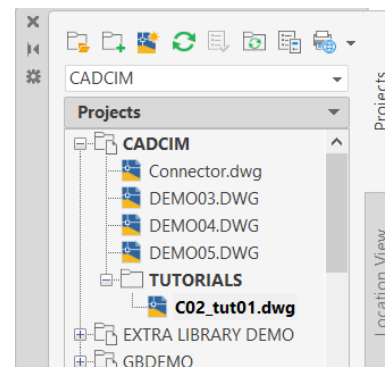 CADCIM
Projects
CADCIM
Connector.dwg
DEMO03.DWG
DEMO04.DWG
DEMO05.DWG
TUTORIALS
C02_tut01.dwg
EXTRA LIBRARY DEMO
GBDEMO
Projects
Location View